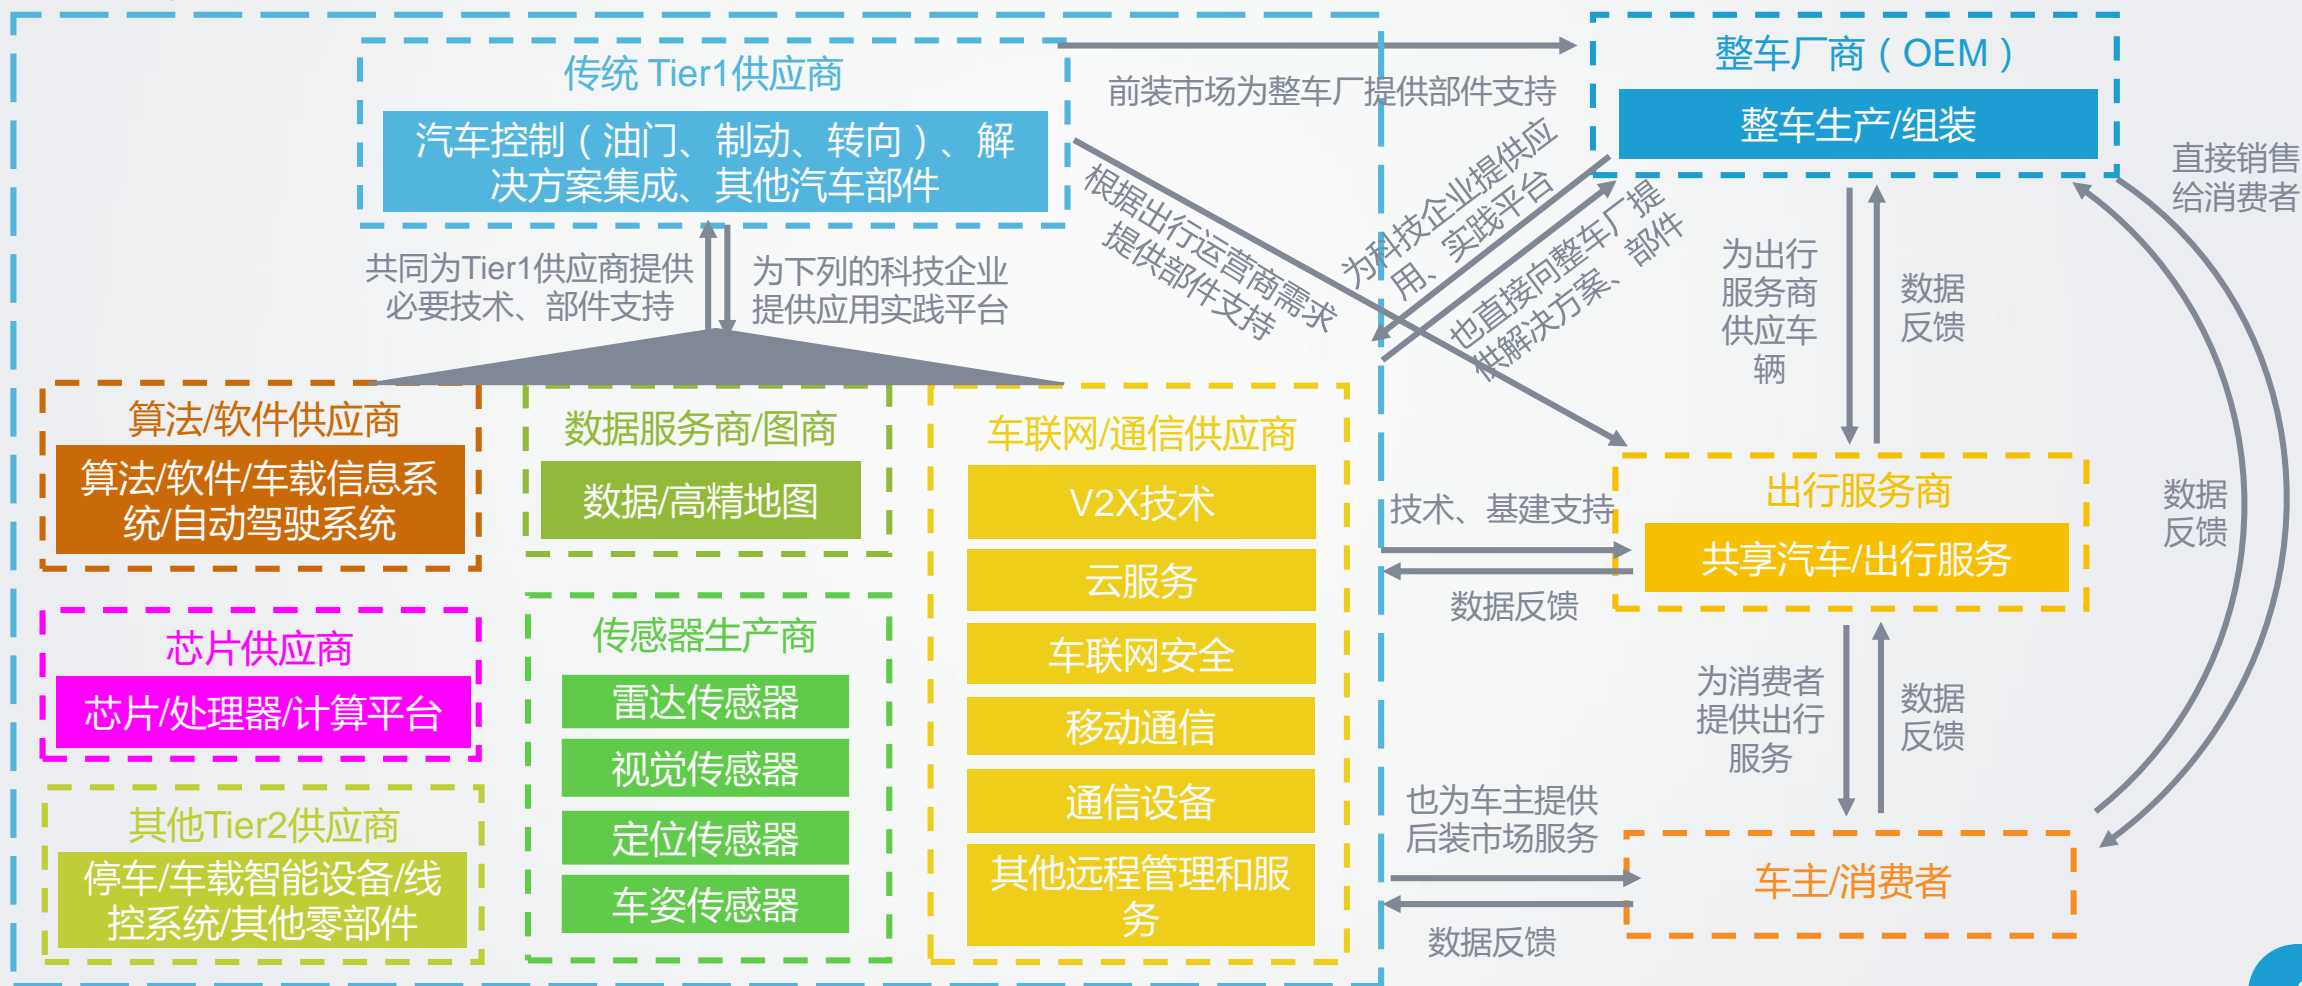 传统 Tier1供应商
汽车控制（油门、制动、转向）、解
决方案集成、其他汽车部件
前装市场为整车厂提供部件支持
整车厂商（OEM）
整车生产/组装
直接销售
给消费者
根据出行运营商需求
提供部件支持
为科技企业提供应
用、实践平台
也直接向整车厂提
供解决方案、部件
共同为Tier1供应商提供
必要技术、部件支持
为下列的科技企业
提供应用实践平台
为出行
服务商
供应车
辆
数据
反馈
算法/软件供应商
算法/软件/车载信息系
统/自动驾驶系统
数据服务商/图商
数据/高精地图
车联网/通信供应商
V2X技术
云服务
车联网安全
移动通信
通信设备
其他远程管理和服
务
技术、基建支持
数据反馈
出行服务商
共享汽车/出行服务
数据
反馈
芯片供应商
芯片/处理器/计算平台
传感器生产商
雷达传感器
视觉传感器
定位传感器
车姿传感器
为消费者
提供出行
服务
数据
反馈
其他Tier2供应商
停车/车载智能设备/线
控系统/其他零部件
也为车主提供
后装市场服务
数据反馈
车主/消费者